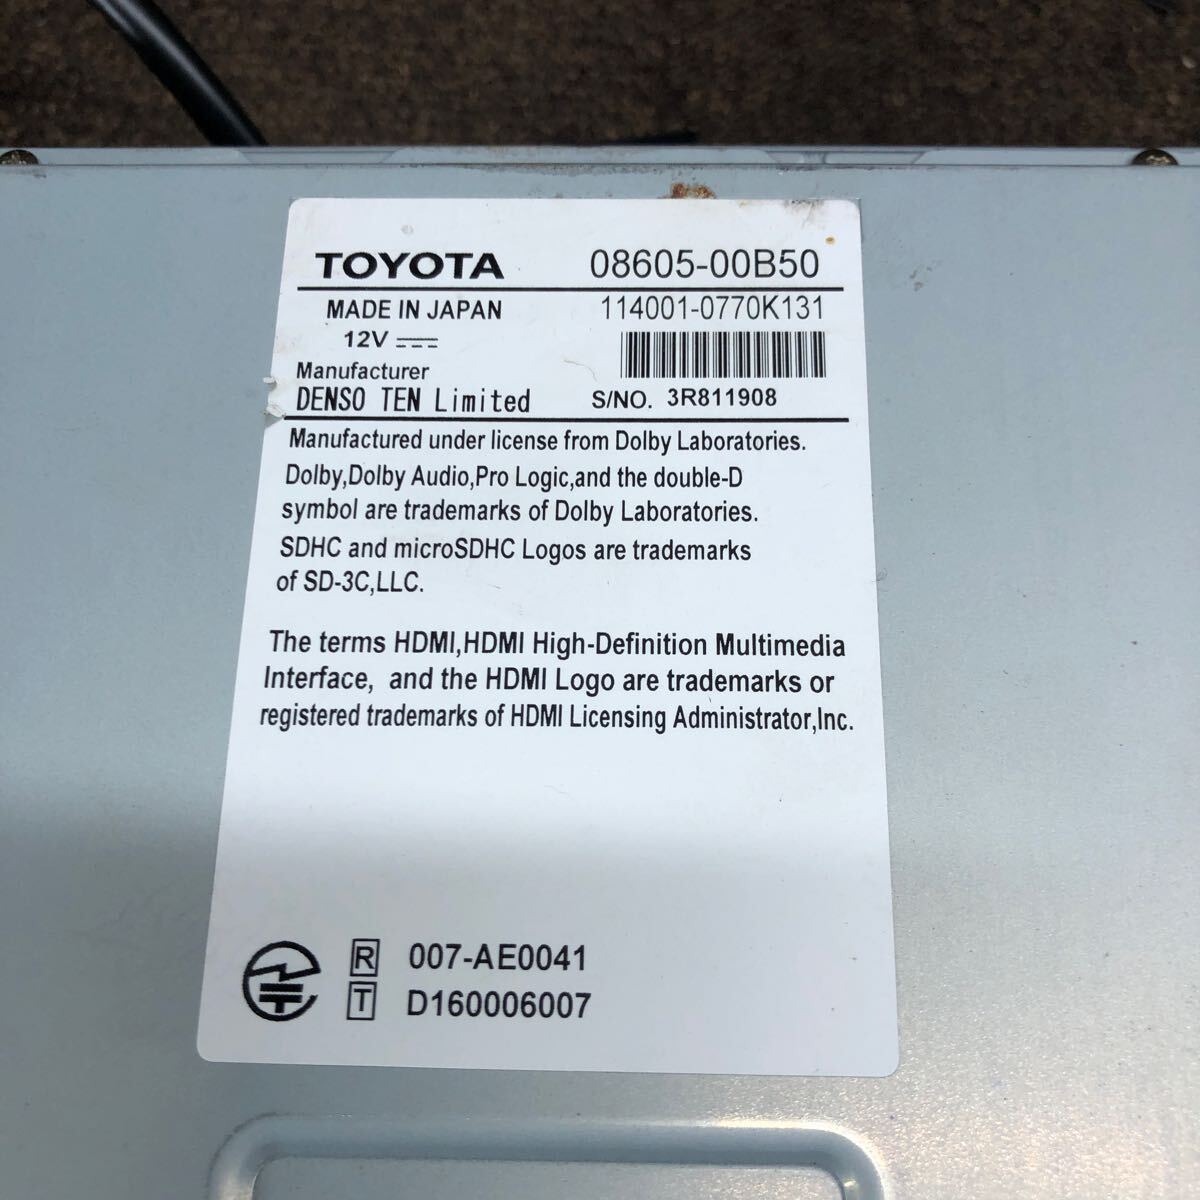 TOYOTA 08605-00B50
MADE IN JAPAN 114001-0770K131
12V
Manufacturer
DENSO TEN Limited S/NO. 3R811908
Manufactured under license from Dolby Laboratories.
Dolby,Dolby Audio,Pro Logic,and the double-D
symbol are trademarks of Dolby Laboratories.
SDHC and microSDHC Logos are trademarks
of SD-3C,LLC.
The terms HDMI,HDMI High-Definition Multimedia
Interface, and the HDMI Logo are trademarks or
registered trademarks of HDMI Licensing Administrator,Inc.
R 007-AE0041
T D160006007